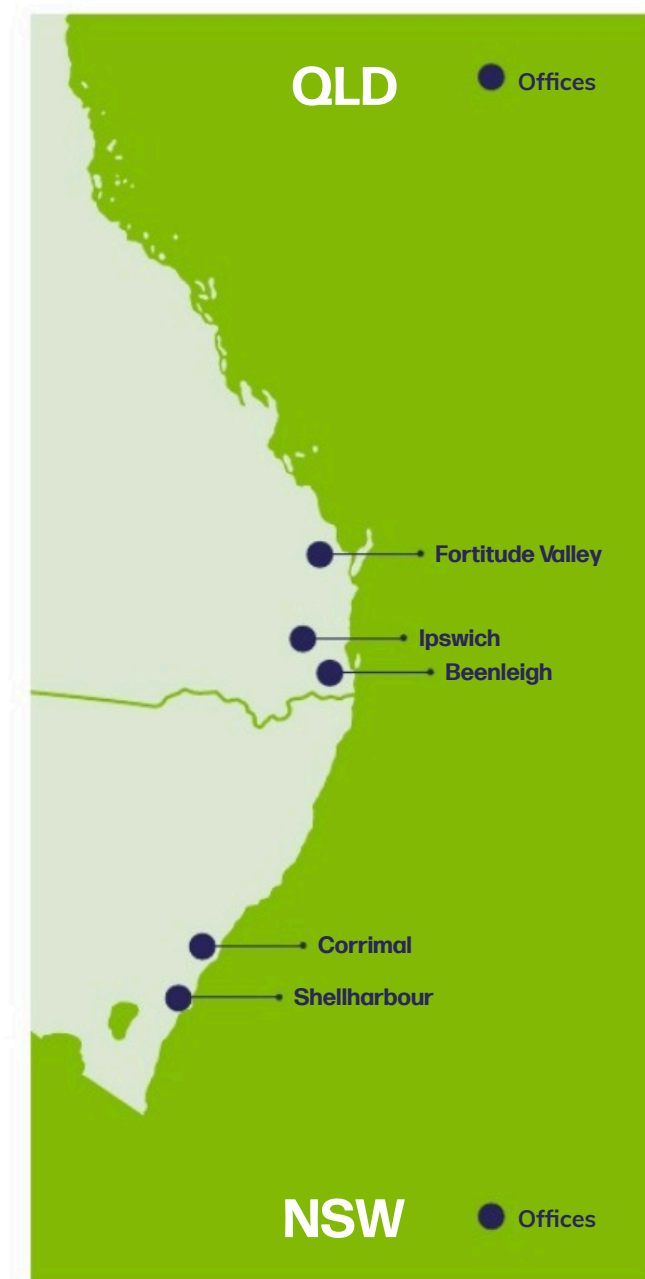 QLD
Offices
Fortitude Valley
Ipswich
Beenleigh
Corrimal
Shellharbour
NSW
Offices